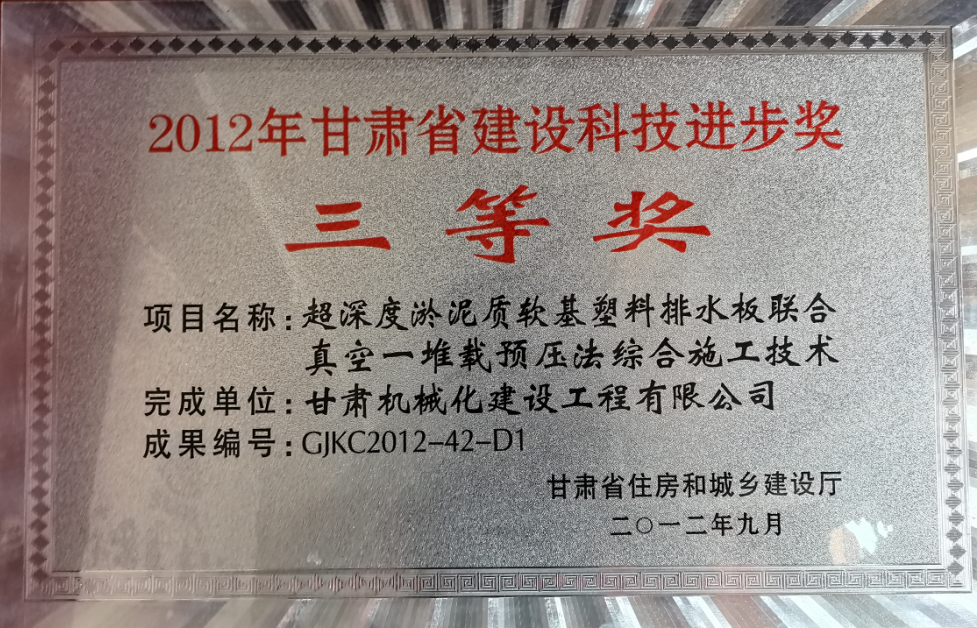 2012年甘肃省建设科技进步奖
三等奖
项目名称:超深度淤泥质软基塑料排水板联合
真空一堆载预压法综合施工技术
完成单位:甘肃机械化建设工程有限公司
成果编号:GJKC2012-42-D1
甘肃省住房和城乡建设厅
二〇一二年九月